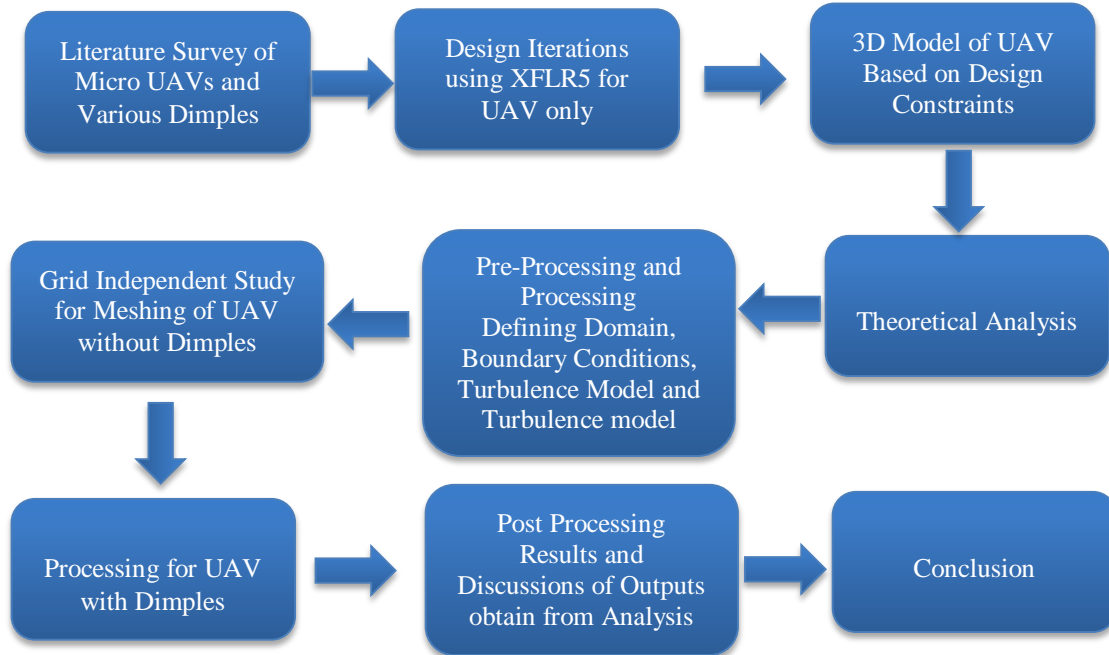 Literature Survey of
Micro UAVs and
Various Dimples
Design Iterations
using XFLR5 for
UAV only
3D Model of UAV
Based on Design
Constraints
Theoretical Analysis
Pre-Processing and
Processing
Defining Domain,
Boundary Conditions,
Turbulence Model and
Turbulence model
Grid Independent Study
for Meshing of UAV
without Dimples
Processing for UAV
with Dimples
Post Processing
Results and
Discussions of Outputs
obtain from Analysis
Conclusion